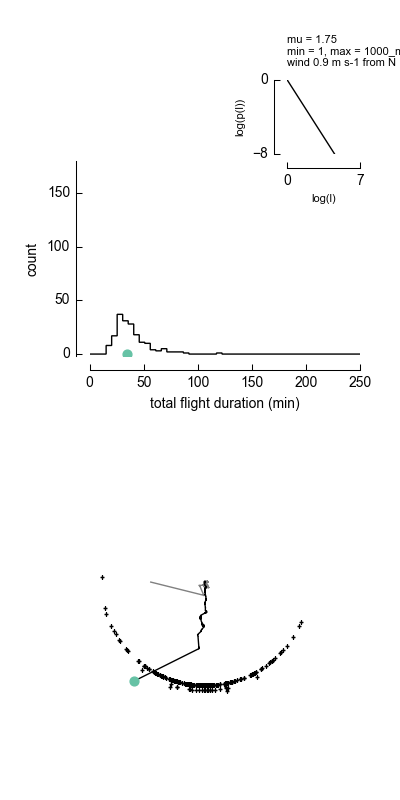 mu = 1.75
min = 1, max = 1000_m
wind 0.9 m s-1 from N
0
log(p(l))
−8
0
7
log(l)
150
100
50
0
count
0
50
100
150
200
250
total flight duration (min)